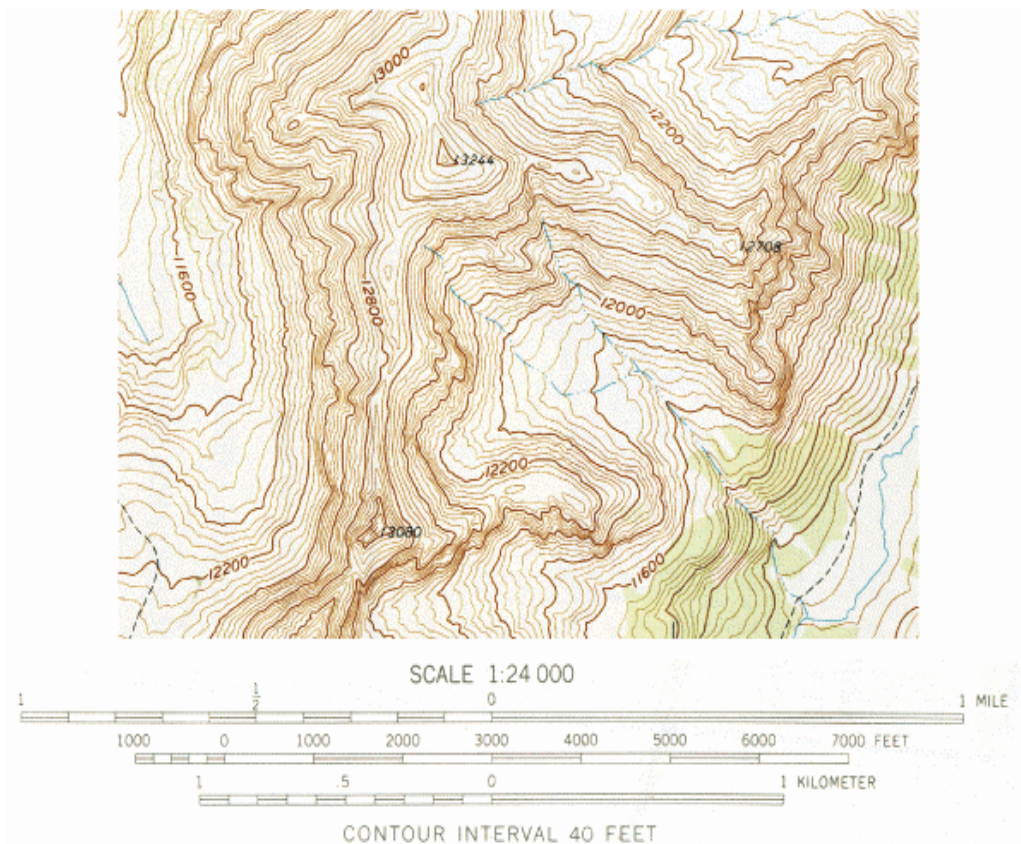 13000
12200
13244
12708
11600
12800
12000
12200
13080
12200
11600
SCALE 1:24 000
1 1/2 0 1 MILE
1000 0 1000 2000 3000 4000 5000 6000 7000 FEET
1 .5 0 1 KILOMETER
CONTOUR INTERVAL 40 FEET